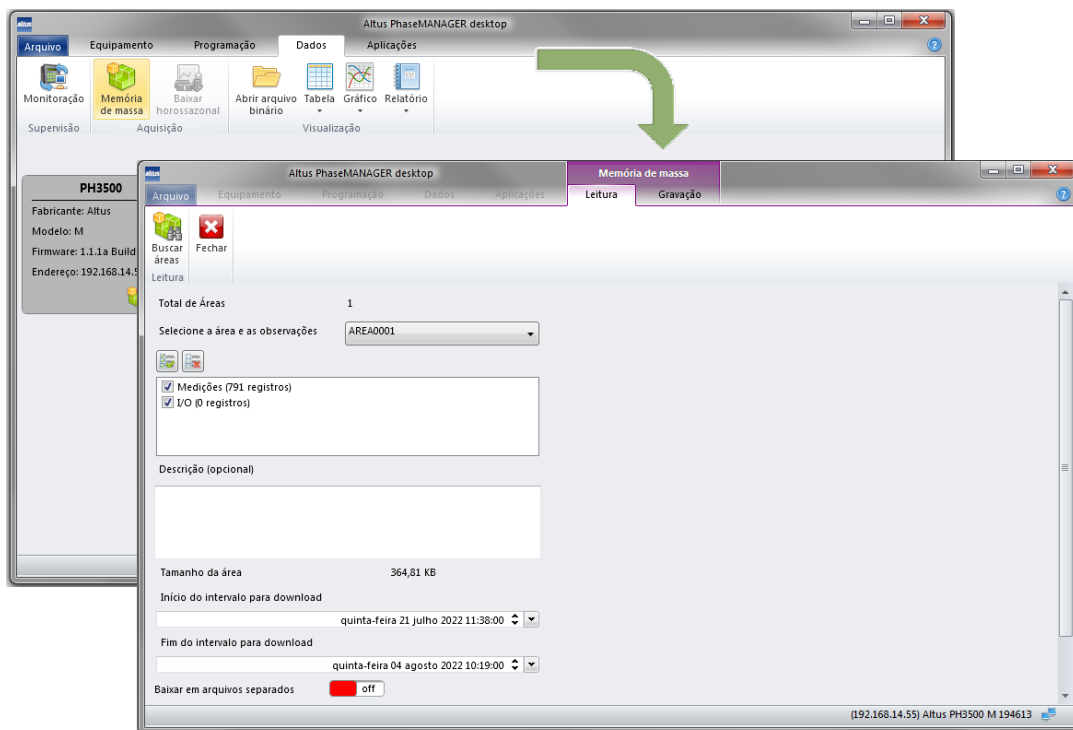 altus
Altus PhaseMANAGER desktop
Arquivo Equipamento Programação Dados Aplicações
Monitoração Memória de massa Baixar horossazonal Abrir arquivo binário Tabela Gráfico Relatório
Supervisão Aquisição Visualização
PH3500
Fabricante: Altus
Modelo: M
Firmware: 1.1.1a Build
Endereço: 192.168.14.5
altus
Altus PhaseMANAGER desktop Memória de massa
Arquivo Equipamento Programação Dados Aplicações Leitura Gravação
Buscar áreas Fechar
Leitura
Total de Áreas 1
Selecione a área e as observações AREA0001
Medições (791 registros)
I/O (0 registros)
Descrição (opcional)
Tamanho da área 364,81 KB
Início do intervalo para download
quinta-feira 21 julho 2022 11:38:00
Fim do intervalo para download
quinta-feira 04 agosto 2022 10:19:00
Baixar em arquivos separados off
(192.168.14.55) Altus PH3500 M 194613